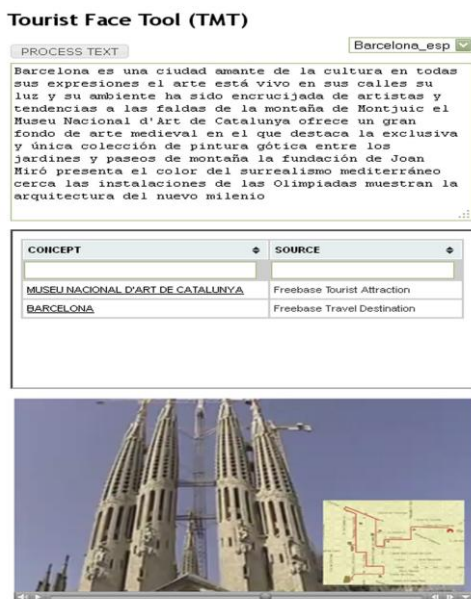 Tourist Face Tool (TMT)
PROCESS TEXT
Barcelona_esp
Barcelona es una ciudad amante de la cultura en todas
sus expresiones el arte está vivo en sus calles su
luz y su ambiente ha sido encrucijada de artistas y
tendencias a las faldas de la montaña de Montjuic el
Museu Nacional d'Art de Catalunya ofrece un gran
fondo de arte medieval en el que destaca la exclusiva
y única colección de pintura gótica entre los
jardines y paseos de montaña la fundación de Joan
Miró presenta el color del surrealismo mediterráneo
cerca las instalaciones de las Olimpiadas muestran la
arquitectura del nuevo milenio
CONCEPT SOURCE
MUSEU NACIONAL D'ART DE CATALUNYA Freebase Tourist Attraction
BARCELONA Freebase Travel Destination